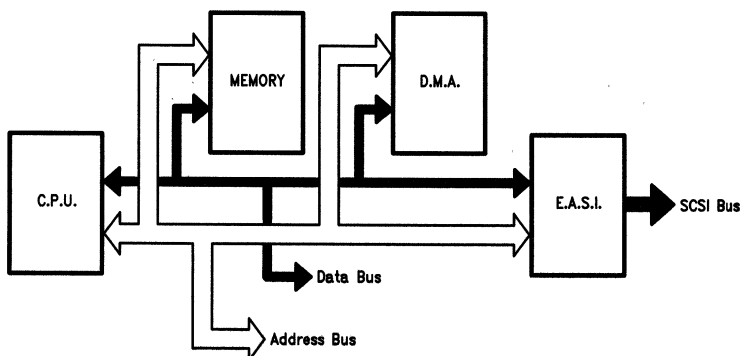 MEMORY
D.M.A.
C.P.U.
E.A.S.I.
SCSI Bus
Data Bus
Address Bus